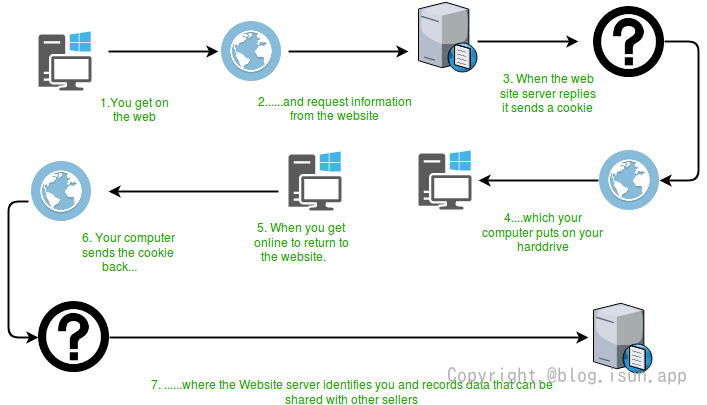 1.You get on
the web
2......and request information
from the website
3. When the web
site server replies
it sends a cookie
4....which your
computer puts on your
harddrive
5. When you get
online to return to
the website.
6. Your computer
sends the cookie
back...
7. ......where the Website server identifies you and records data that can be
shared with other sellers
Copyright @blog.isun.app